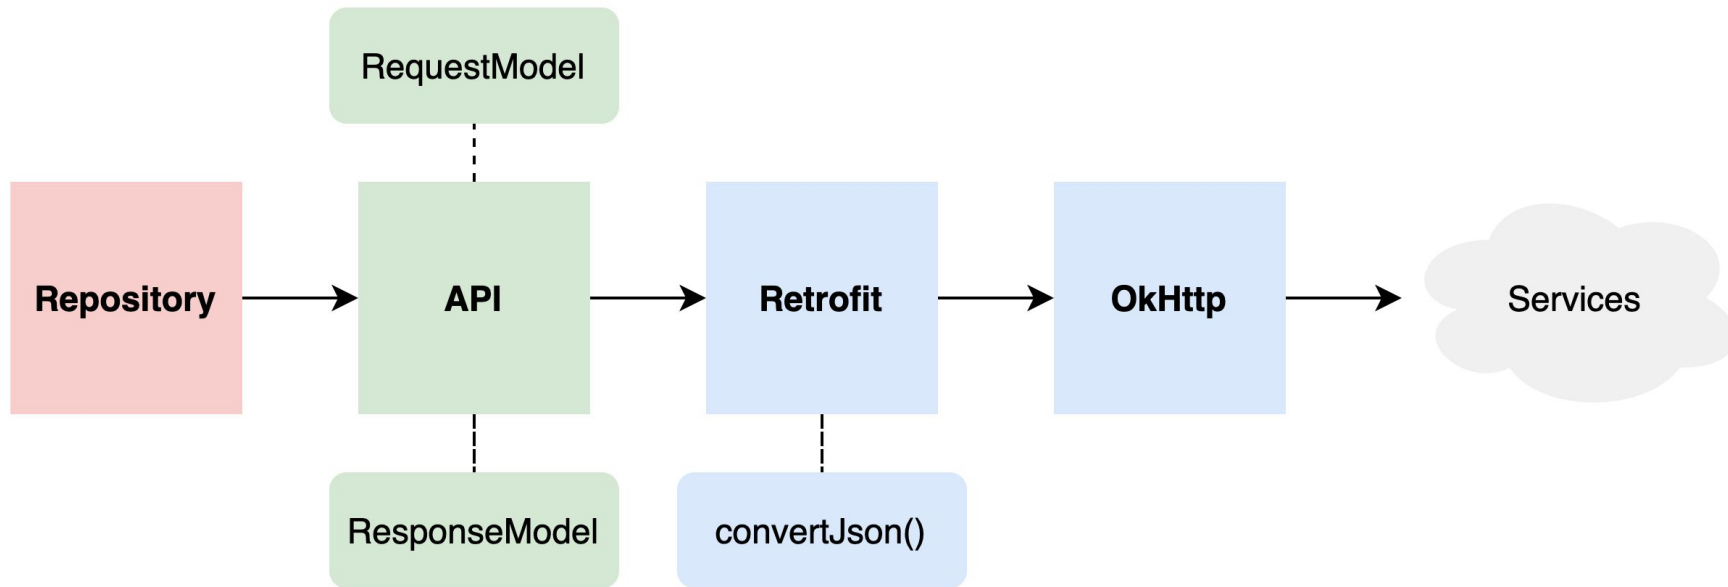 RequestModel
Repository
API
Retrofit
OkHttp
Services
ResponseModel
convertJson()